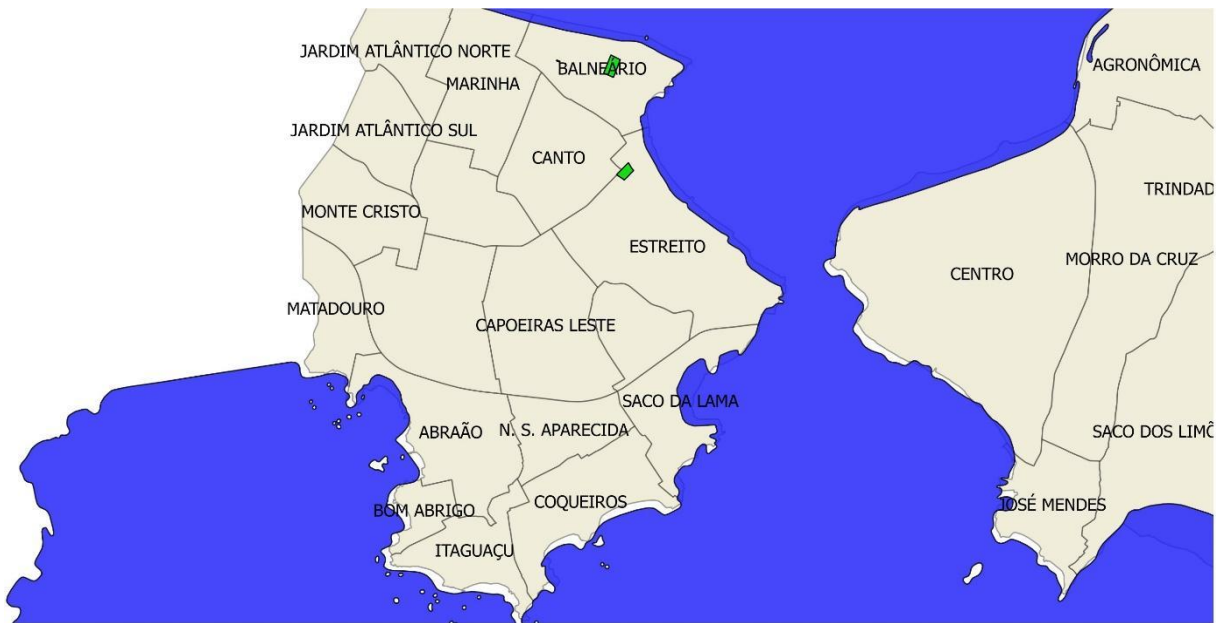 JARDIM ATLÂNTICO NORTE
BALNEÁRIO
AGRONÔMICA
MARINHA
JARDIM ATLÂNTICO SUL
CANTO
TRINDAD
MONTE CRISTO
ESTREITO
MORRO DA CRUZ
CENTRO
MATADOURO
CAPOEIRAS LESTE
SACO DA LAMA
ABRAÃO
N. S. APARECIDA
SACO DOS LIMÕ
BOM ABRIGO
COQUEIROS
JOSÉ MENDES
ITAGUAÇU